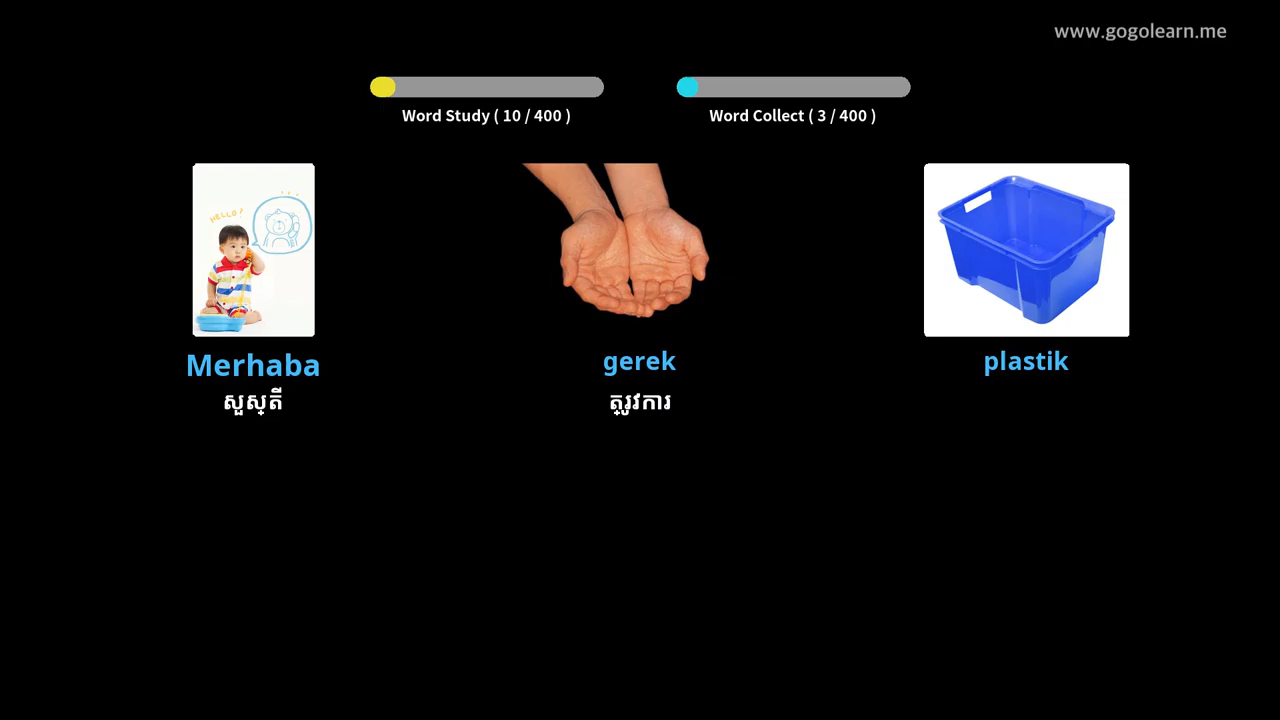 www.gogolearn.me
Word Study ( 10 / 400 )
Word Collect ( 3 / 400 )
HELLO?
Merhaba
gerek
plastik
សួស្តី
ត្រូវការ